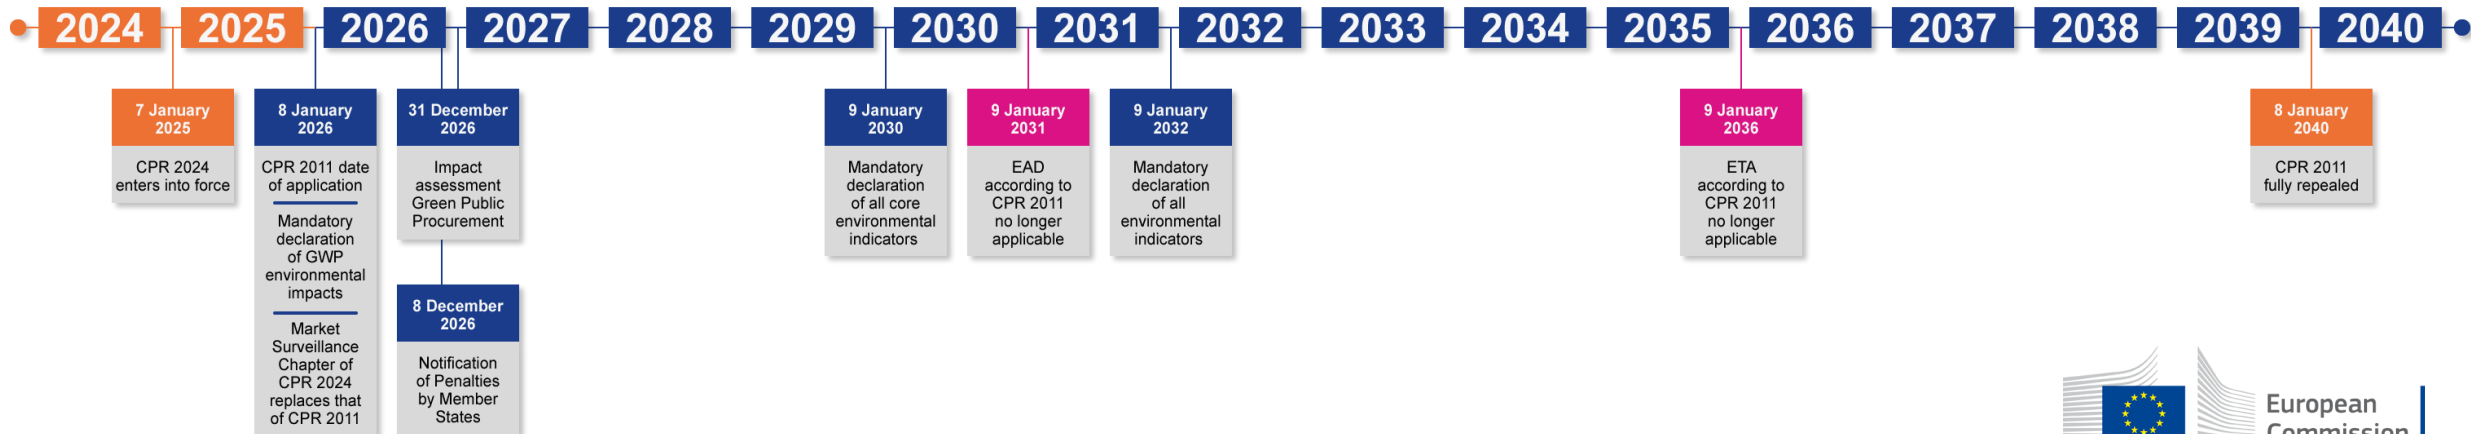 2024
2025
2026
2027
2028
2029
2030
2031
2032
2033
2034
2035
2036
2037
2038
2039
2040
7 January
2025
CPR 2024
enters into force
8 January
2026
CPR 2011 date
of application
Mandatory
declaration
of GWP
environmental
impacts
Market
Surveillance
Chapter of
CPR 2024
replaces that
of CPR 2011
31 December
2026
Impact
assessment
Green Public
Procurement
8 December
2026
Notification
of Penalties
by Member
States
9 January
2030
Mandatory
declaration
of all core
environmental
indicators
9 January
2031
EAD
according to
CPR 2011
no longer
applicable
9 January
2032
Mandatory
declaration
of all
environmental
indicators
9 January
2036
ETA
according to
CPR 2011
no longer
applicable
8 January
2040
CPR 2011
fully repealed
European
Commission